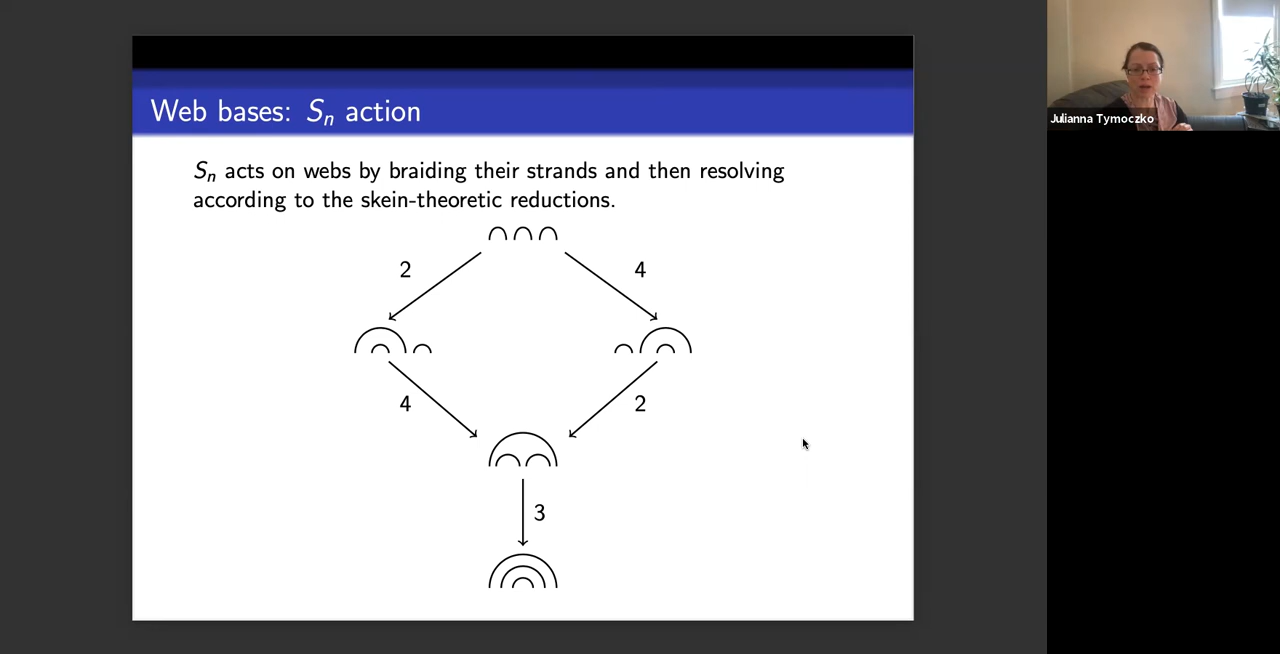 Web bases: Sn action
Sn acts on webs by braiding their strands and then resolving
according to the skein-theoretic reductions.
2
4
4
2
3
Julianna Tymoczko